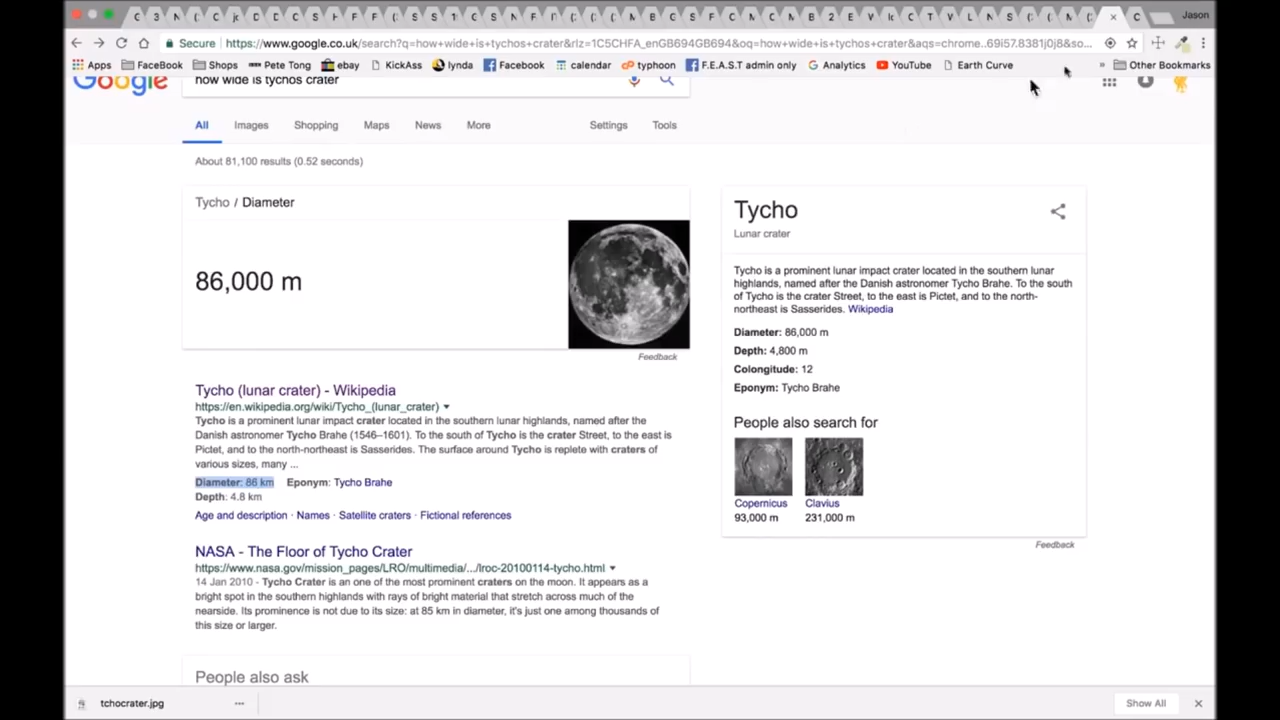 Jason
Secure https://www.google.co.uk/search?q=how+wide+is+tychos+crater&rlz=1C5CHFA_enGB694GB694&oq=how+wide+is+tychos+crater&aqs=chrome..69i57.8381j0j8&so...
Apps FaceBook Shops Pete Tong ebay KickAss lynda Facebook calendar typhoon F.E.A.S.T admin only Analytics YouTube Earth Curve » Other Bookmarks
Google how wide is tychos crater
All Images Shopping Maps News More Settings Tools
About 81,100 results (0.52 seconds)
Tycho / Diameter
86,000 m
Feedback
Tycho (lunar crater) - Wikipedia
https://en.wikipedia.org/wiki/Tycho_(lunar_crater)
Tycho is a prominent lunar impact crater located in the southern lunar highlands, named after the
Danish astronomer Tycho Brahe (1546–1601). To the south of Tycho is the crater Street, to the east is
Pictet, and to the north-northeast is Sasserides. The surface around Tycho is replete with craters of
various sizes, many ...
Diameter: 86 km Eponym: Tycho Brahe
Depth: 4.8 km
Age and description · Names · Satellite craters · Fictional references
NASA - The Floor of Tycho Crater
https://www.nasa.gov/mission_pages/LRO/multimedia/.../lroc-20100114-tycho.html
14 Jan 2010 - Tycho Crater is an one of the most prominent craters on the moon. It appears as a
bright spot in the southern highlands with rays of bright material that stretch across much of the
nearside. Its prominence is not due to its size: at 85 km in diameter, it's just one among thousands of
this size or larger.
People also ask
Tycho
Lunar crater
Tycho is a prominent lunar impact crater located in the southern lunar
highlands, named after the Danish astronomer Tycho Brahe. To the south
of Tycho is the crater Street, to the east is Pictet, and to the north-
northeast is Sasserides. Wikipedia
Diameter: 86,000 m
Depth: 4,800 m
Colongitude: 12
Eponym: Tycho Brahe
People also search for
Copernicus Clavius
93,000 m 231,000 m
Feedback
tchocrater.jpg Show All